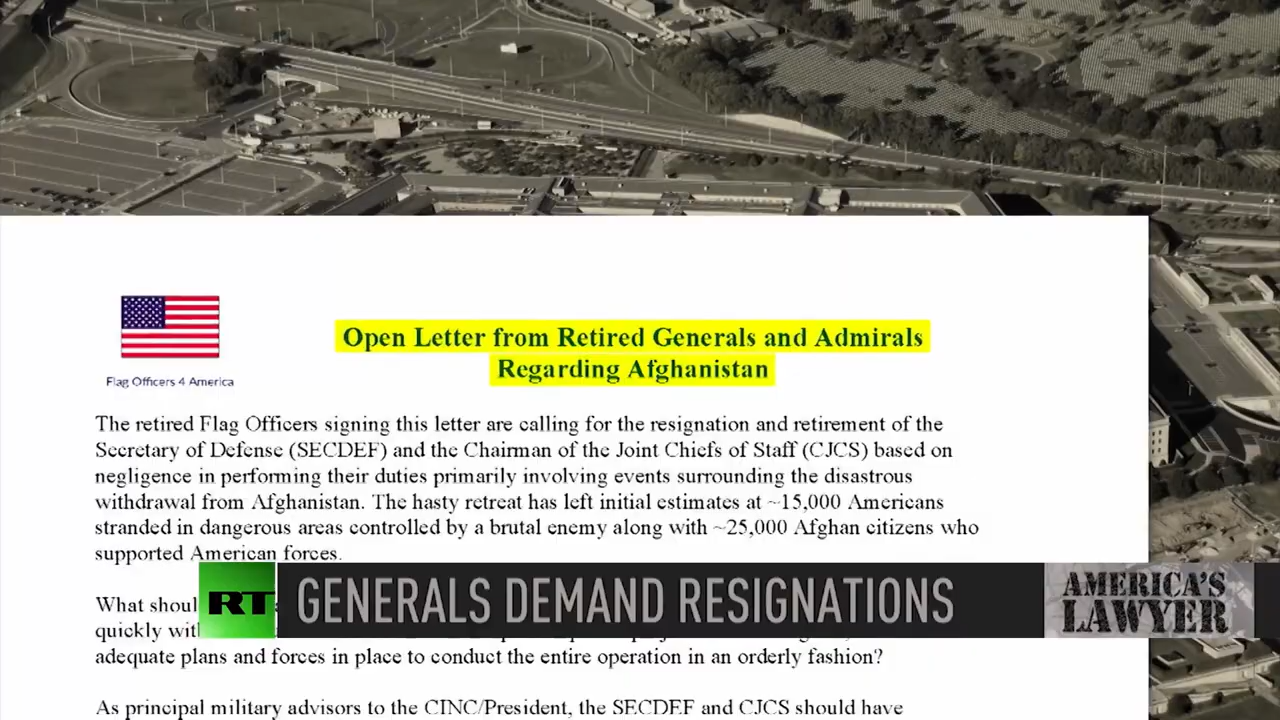 Open Letter from Retired Generals and Admirals
Regarding Afghanistan
Flag Officers 4 America
The retired Flag Officers signing this letter are calling for the resignation and retirement of the
Secretary of Defense (SECDEF) and the Chairman of the Joint Chiefs of Staff (CJCS) based on
negligence in performing their duties primarily involving events surrounding the disastrous
withdrawal from Afghanistan. The hasty retreat has left initial estimates at ~15,000 Americans
stranded in dangerous areas controlled by a brutal enemy along with ~25,000 Afghan citizens who
supported American forces.
What shoul
quickly wit
adequate plans and forces in place to conduct the entire operation in an orderly fashion?
As principal military advisors to the CINC/President, the SECDEF and CJCS should have
RT
GENERALS DEMAND RESIGNATIONS
AMERICA'S
LAWYER